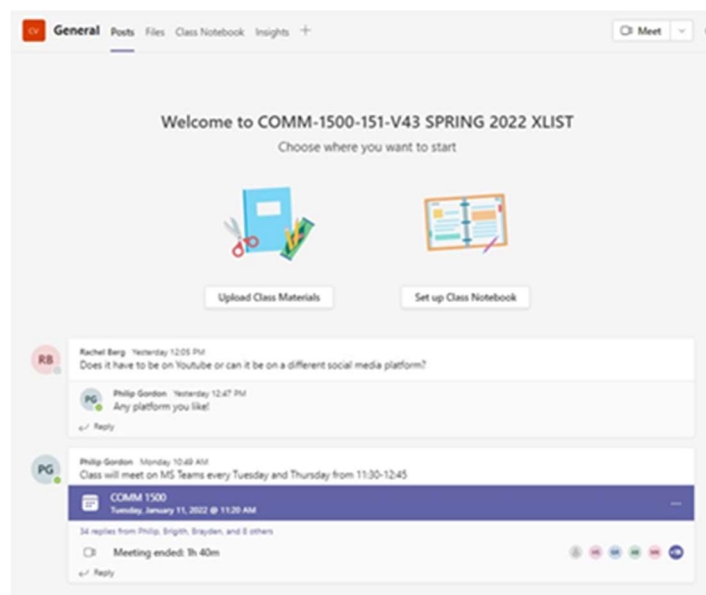 CV General Posts Files Class Notebook Insights + Meet
Welcome to COMM-1500-151-V43 SPRING 2022 XLIST
Choose where you want to start
Upload Class Materials Set up Class Notebook
RB Rachel Berg Yesterday 12:05 PM
Does it have to be on Youtube or can it be on a different social media platform?
PG Philip Gordon Yesterday 12:47 PM
Any platform you like!
Reply
PG Philip Gordon Monday 10:49 AM
Class will meet on MS Teams every Tuesday and Thursday from 11:30-12:45
COMM 1500
Tuesday, January 11, 2022 @ 11:20 AM
34 replies from Philip, Brigith, Brayden, and 8 others
Meeting ended: 1h 40m
Reply